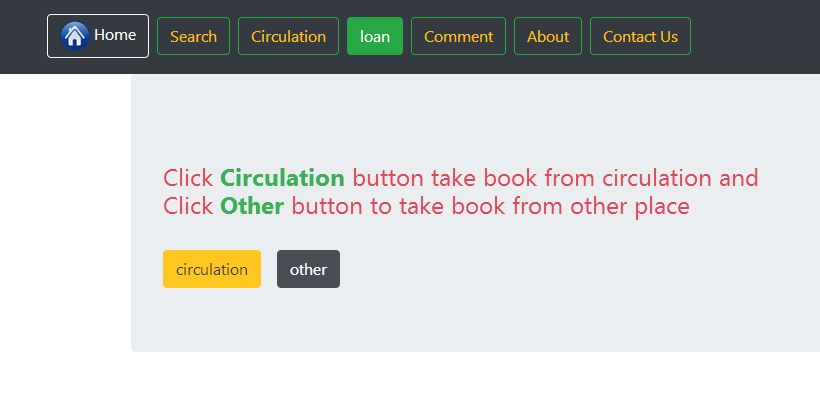 Home Search Circulation loan Comment About Contact Us
Click Circulation button take book from circulation and
Click Other button to take book from other place
circulation other